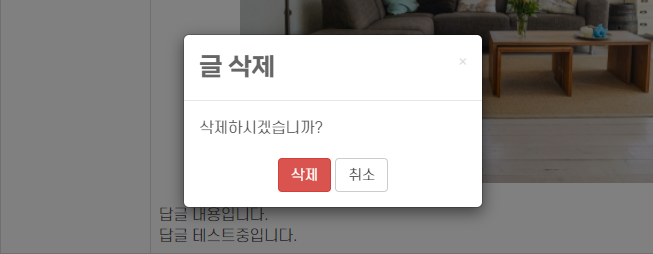 글 삭제
×
삭제하시겠습니까?
삭제 취소
답글 내용입니다.
답글 테스트중입니다.